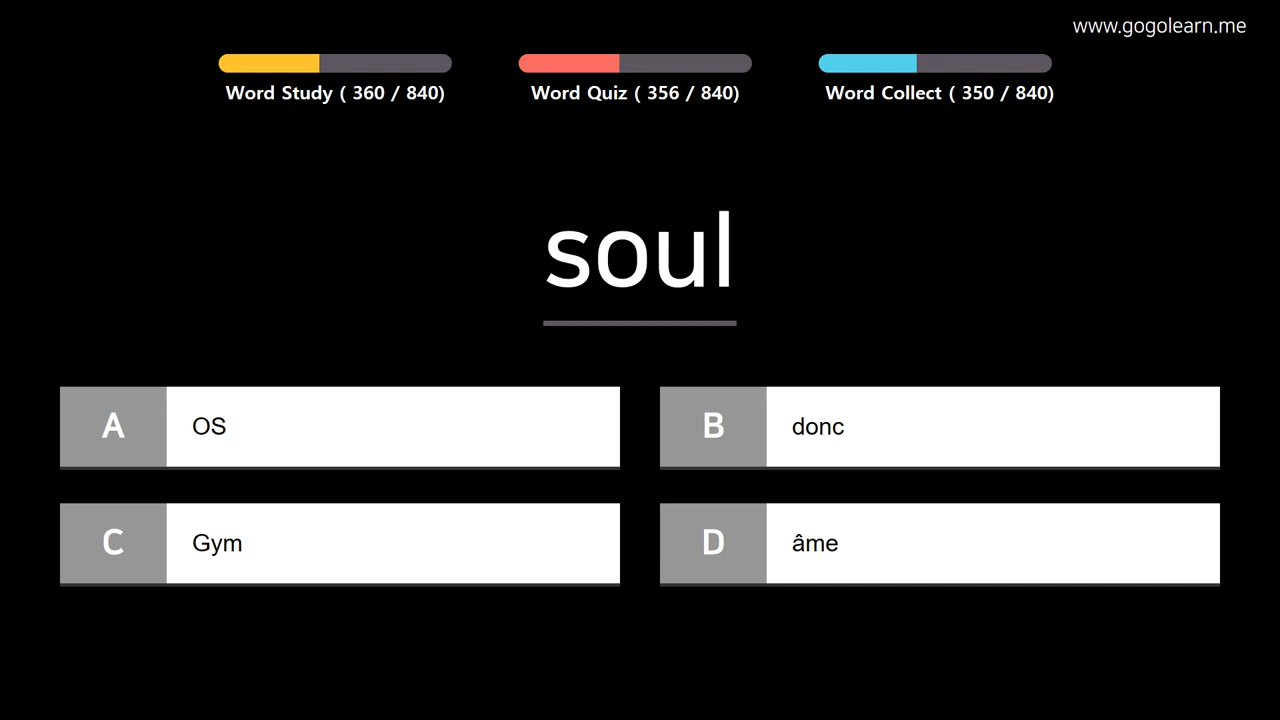 www.gogolearn.me
Word Study ( 360 / 840)
Word Quiz ( 356 / 840)
Word Collect ( 350 / 840)
soul
A OS
B donc
C Gym
D âme